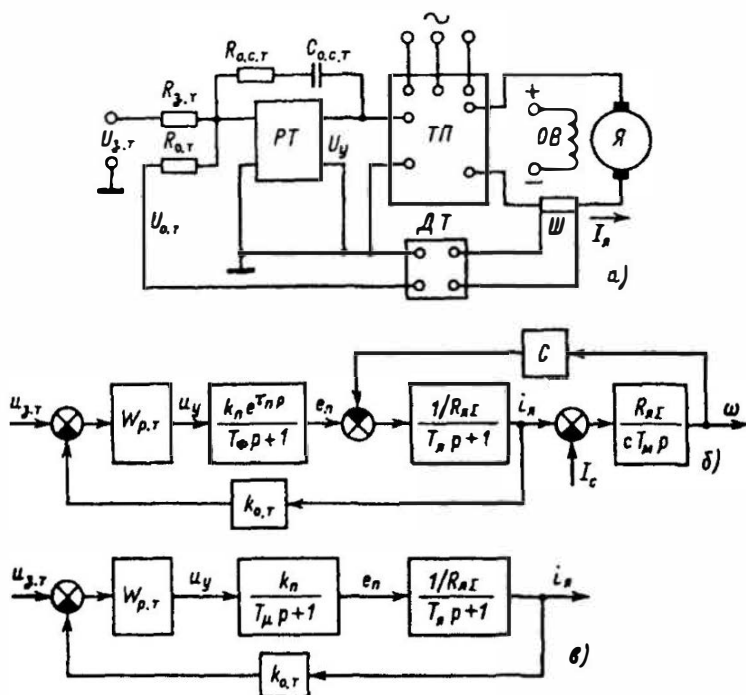 R_о.с.т C_о.с.т
R_з.т
U_з.т
R_о.т
U_о.т
РТ
U_у
ТП
+
ОВ
−
Я
ДТ
Ш
I_я
а)
C
u_з.т
W_р.т
u_у
k_п e^τ_п p
T_ф p + 1
e_п
1/R_яΣ
T_я p + 1
i_я
I_с
R_яΣ
c T_м p
ω
k_о.т
б)
u_з.т
W_р.т
u_у
k_п
T_μ p + 1
e_п
1/R_яΣ
T_я p + 1
i_я
k_о.т
в)